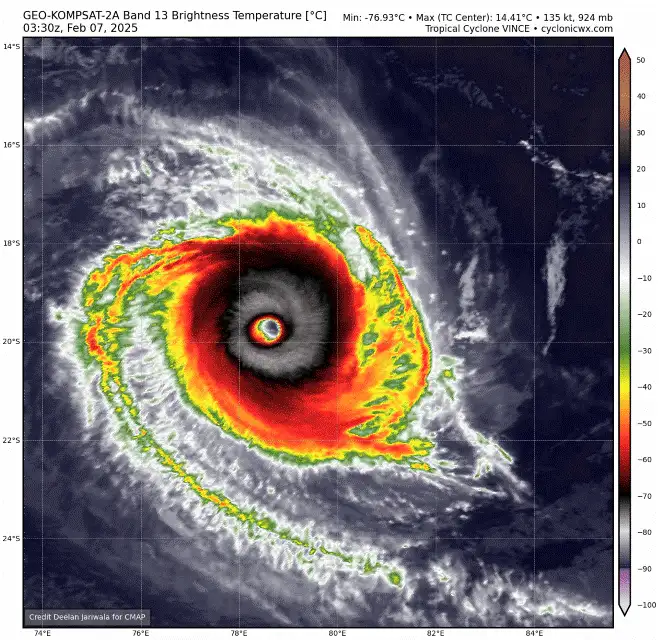 GEO-KOMPSAT-2A Band 13 Brightness Temperature [°C]
Min: -76.93°C • Max (TC Center): 14.41°C • 135 kt, 924 mb
03:30z, Feb 07, 2025
Tropical Cyclone VINCE • cyclonicwx.com
14°S
16°S
18°S
20°S
22°S
24°S
50
40
30
20
10
0
−10
−20
−30
−40
−50
−60
−70
−80
−90
−100
Credit Deelan Jariwala for CMAP
74°E
76°E
78°E
80°E
82°E
84°E